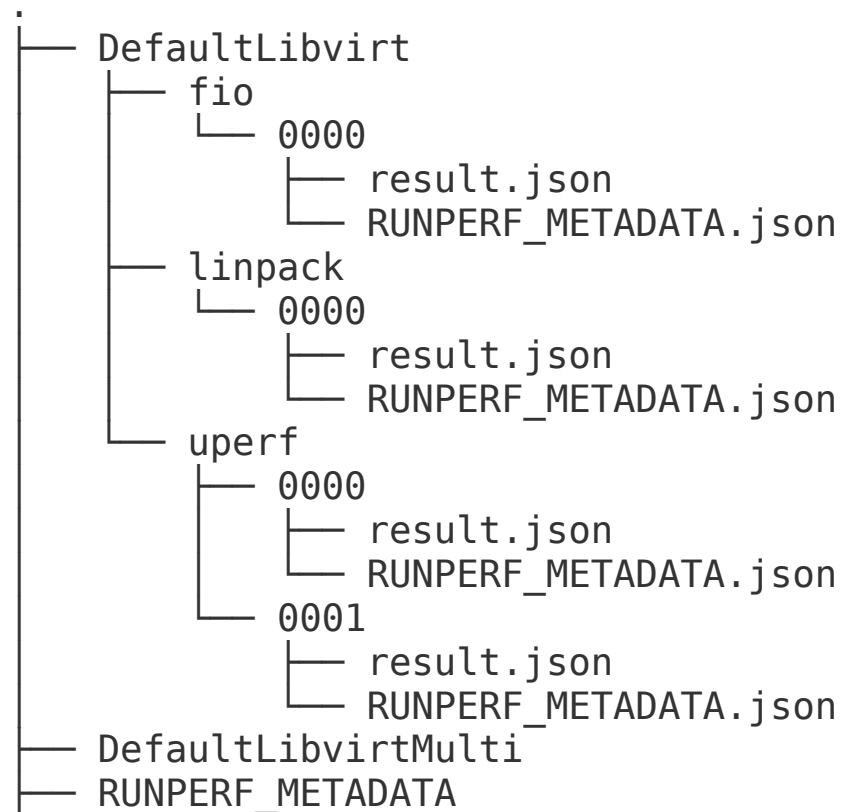 .
├── DefaultLibvirt
│   ├── fio
│   │   └── 0000
│   │       ├── result.json
│   │       └── RUNPERF_METADATA.json
│   ├── linpack
│   │   └── 0000
│   │       ├── result.json
│   │       └── RUNPERF_METADATA.json
│   └── uperf
│       ├── 0000
│       │   ├── result.json
│       │   └── RUNPERF_METADATA.json
│       └── 0001
│           ├── result.json
│           └── RUNPERF_METADATA.json
├── DefaultLibvirtMulti
├── RUNPERF_METADATA